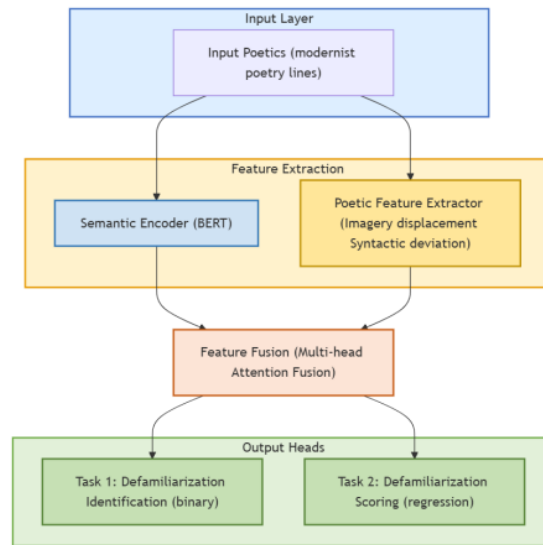 Input Layer
Input Poetics (modernist
poetry lines)
Feature Extraction
Semantic Encoder (BERT)
Poetic Feature Extractor
(Imagery displacement
Syntactic deviation)
Feature Fusion (Multi-head
Attention Fusion)
Output Heads
Task 1: Defamiliarization
Identification (binary)
Task 2: Defamiliarization
Scoring (regression)